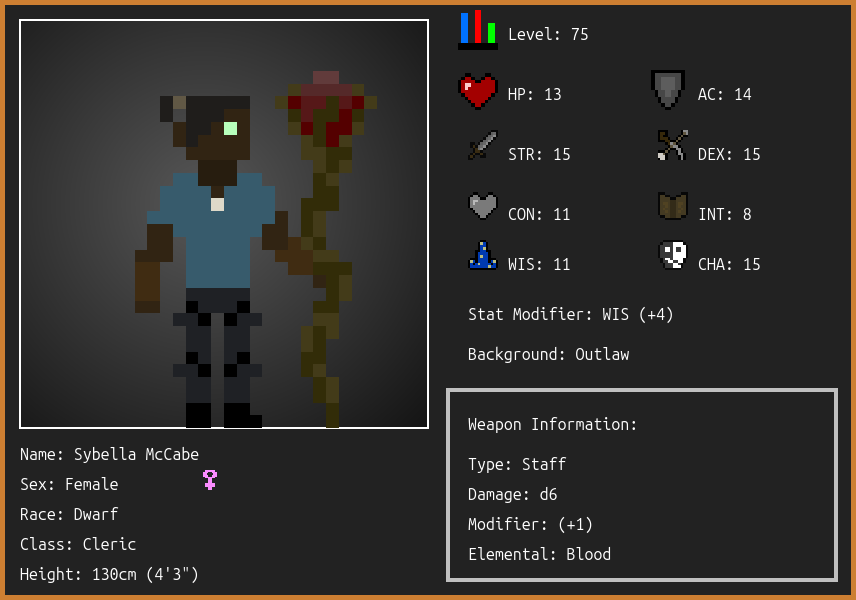 Level: 75
HP: 13
AC: 14
STR: 15
DEX: 15
CON: 11
INT: 8
WIS: 11
CHA: 15
Stat Modifier: WIS (+4)
Background: Outlaw
Weapon Information:
Type: Staff
Damage: d6
Modifier: (+1)
Elemental: Blood
Name: Sybella McCabe
Sex: Female
Race: Dwarf
Class: Cleric
Height: 130cm (4'3")